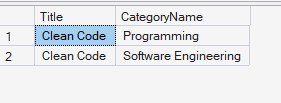 Title CategoryName
1 Clean Code Programming
2 Clean Code Software Engineering